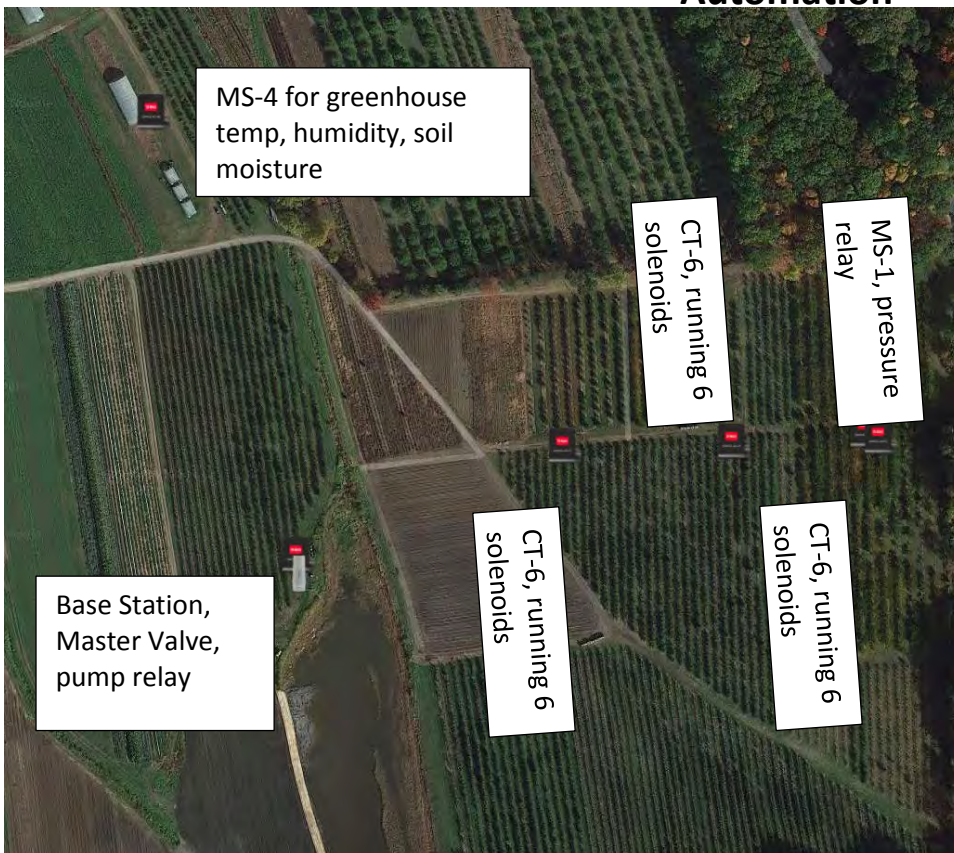 Automation
MS-4 for greenhouse
temp, humidity, soil
moisture
CT-6, running 6
solenoids
MS-1, pressure
relay
CT-6, running 6
solenoids
CT-6, running 6
solenoids
Base Station,
Master Valve,
pump relay